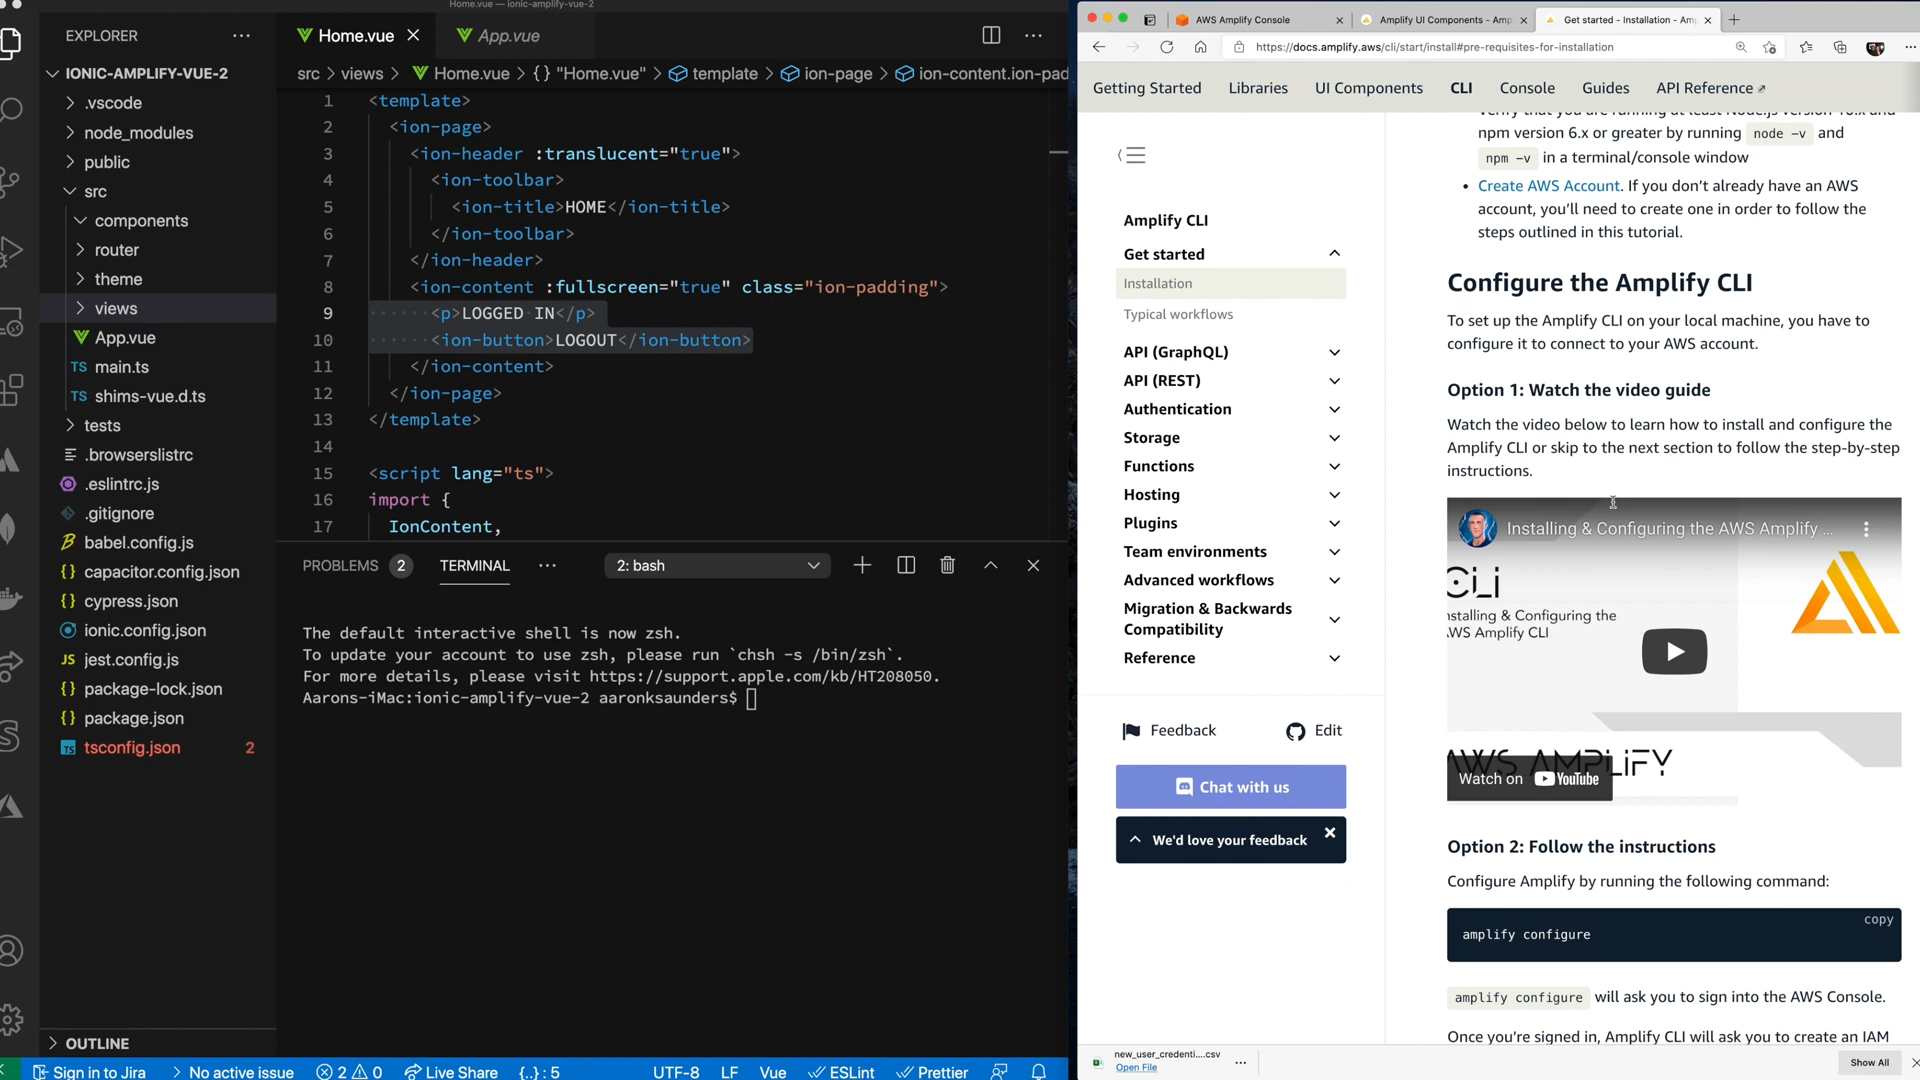 Home.vue — ionic-amplify-vue-2
EXPLORER
IONIC-AMPLIFY-VUE-2
.vscode
node_modules
public
src
components
router
theme
views
App.vue
TS main.ts
TS shims-vue.d.ts
tests
.browserslistrc
.eslintrc.js
.gitignore
babel.config.js
{} capacitor.config.json
{} cypress.json
ionic.config.json
JS jest.config.js
{} package-lock.json
{} package.json
TS tsconfig.json 2
OUTLINE
Home.vue
App.vue
src > views > Home.vue > {} "Home.vue" > template > ion-page > ion-content.ion-pad
1 <template>
2 <ion-page>
3 <ion-header :translucent="true">
4 <ion-toolbar>
5 <ion-title>HOME</ion-title>
6 </ion-toolbar>
7 </ion-header>
8 <ion-content :fullscreen="true" class="ion-padding">
9 <p>LOGGED IN</p>
10 <ion-button>LOGOUT</ion-button>
11 </ion-content>
12 </ion-page>
13 </template>
14
15 <script lang="ts">
16 import {
17 IonContent,
PROBLEMS 2 TERMINAL ... 2: bash
The default interactive shell is now zsh.
To update your account to use zsh, please run `chsh -s /bin/zsh`.
For more details, please visit https://support.apple.com/kb/HT208050.
Aarons-iMac:ionic-amplify-vue-2 aaronksaunders$
Sign in to Jira No active issue 2 0 Live Share {..} : 5 UTF-8 LF Vue ESLint Prettier
AWS Amplify Console
Amplify UI Components - Amp
Get started - Installation - Am
https://docs.amplify.aws/cli/start/install#pre-requisites-for-installation
Getting Started Libraries UI Components CLI Console Guides API Reference
Amplify CLI
Get started
Installation
Typical workflows
API (GraphQL)
API (REST)
Authentication
Storage
Functions
Hosting
Plugins
Team environments
Advanced workflows
Migration & Backwards
Compatibility
Reference
Feedback Edit
Chat with us
We'd love your feedback
npm version 6.x or greater by running node -v and
npm -v in a terminal/console window
• Create AWS Account. If you don't already have an AWS
account, you'll need to create one in order to follow the
steps outlined in this tutorial.
Configure the Amplify CLI
To set up the Amplify CLI on your local machine, you have to
configure it to connect to your AWS account.
Option 1: Watch the video guide
Watch the video below to learn how to install and configure the
Amplify CLI or skip to the next section to follow the step-by-step
instructions.
Installing & Configuring the AWS Amplify ...
CLI
nstalling & Configuring the
AWS Amplify CLI
AWS AMPLIFY
Watch on YouTube
Option 2: Follow the instructions
Configure Amplify by running the following command:
copy
amplify configure
amplify configure will ask you to sign into the AWS Console.
Once you're signed in, Amplify CLI will ask you to create an IAM
new_user_credenti....csv
Open File
Show All